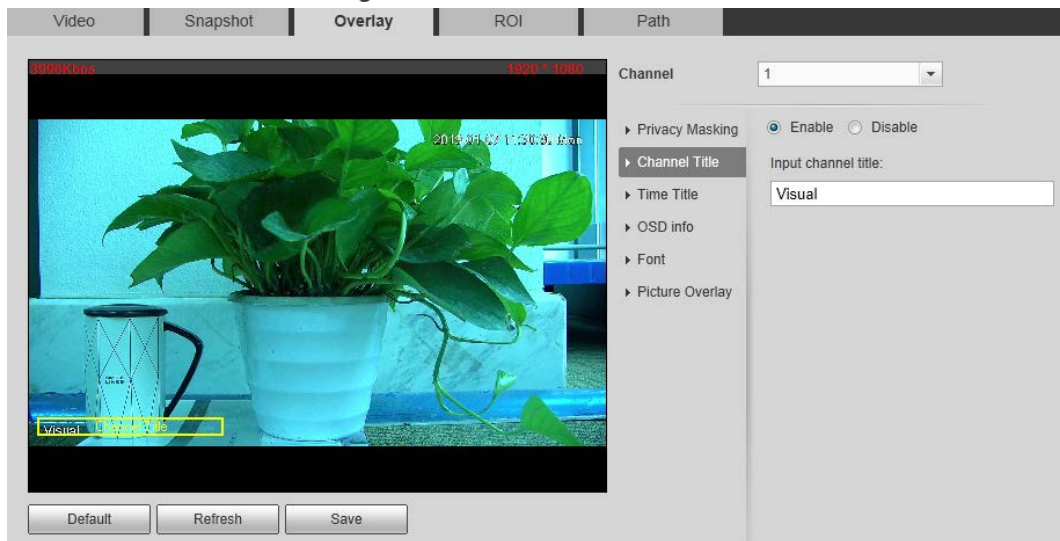 Video Snapshot Overlay ROI Path
3996Kbps 1920 * 1080
Channel 1
Privacy Masking
Enable Disable
Channel Title
Input channel title:
Time Title
Visual
OSD info
Font
Picture Overlay
Visual Channel Title
Default Refresh Save